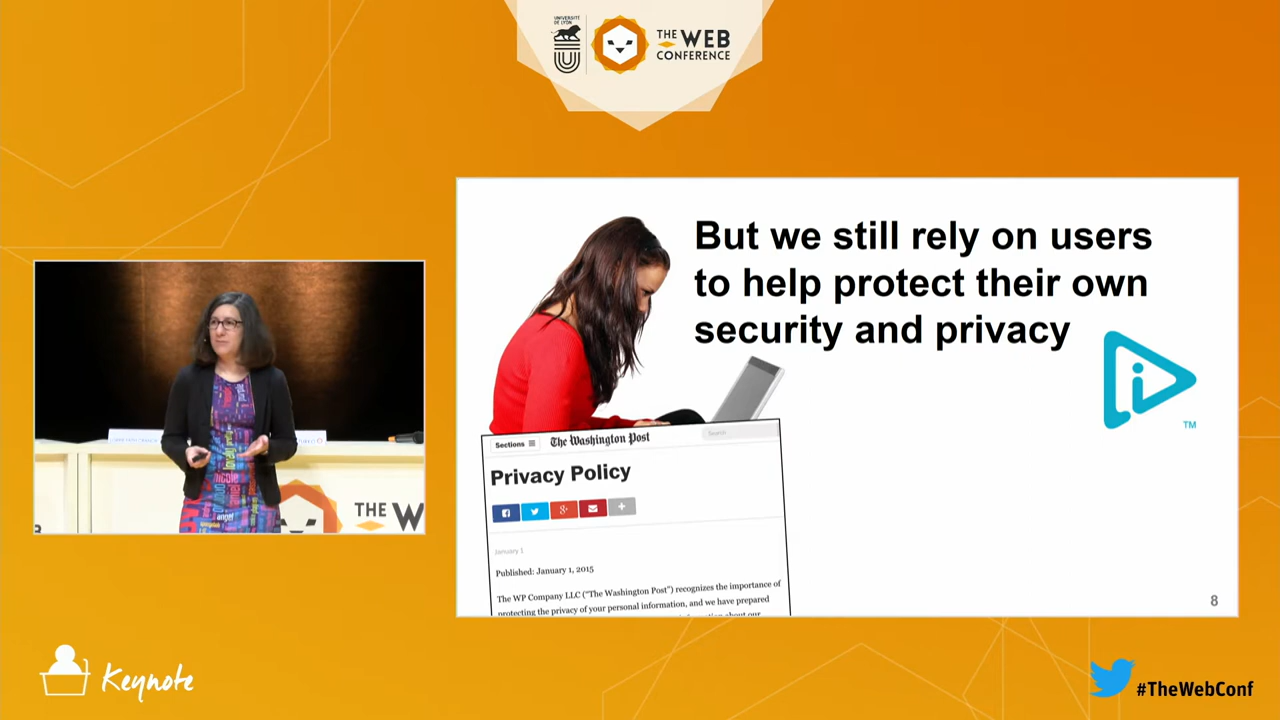 UNIVERSITÉ
DE LYON
THE WEB
CONFERENCE
But we still rely on users
to help protect their own
security and privacy
i
TM
Sections
The Washington Post
Search
Privacy Policy
January 1
Published: January 1, 2015
The WP Company LLC (“The Washington Post”) recognizes the importance of
protecting the privacy of your personal information, and we have prepared
8
THE W
Keynote
#TheWebConf